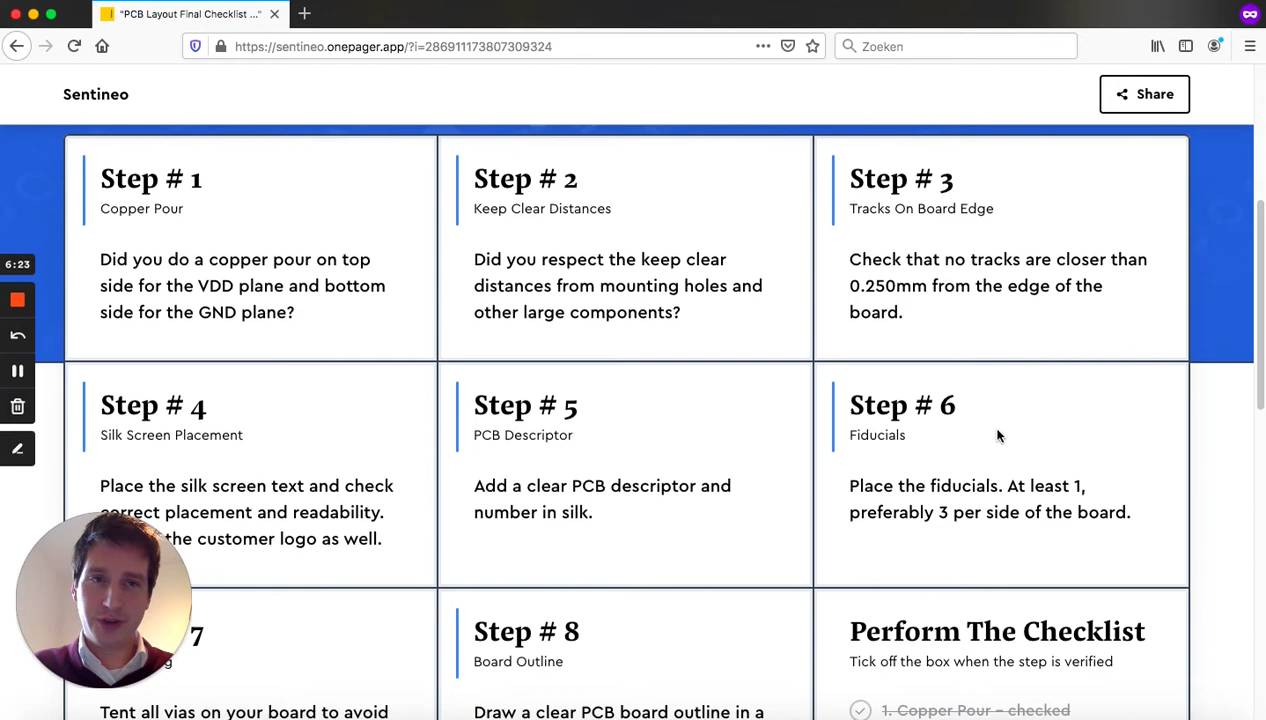 "PCB Layout Final Checklist ..."
https://sentineo.onepager.app/?i=286911173807309324
Zoeken
Sentineo
Share
Step # 1
Copper Pour
Did you do a copper pour on top
side for the VDD plane and bottom
side for the GND plane?
Step # 2
Keep Clear Distances
Did you respect the keep clear
distances from mounting holes and
other large components?
Step # 3
Tracks On Board Edge
Check that no tracks are closer than
0.250mm from the edge of the
board.
6:23
Step # 4
Silk Screen Placement
Place the silk screen text and check
correct placement and readability.
the customer logo as well.
Step # 5
PCB Descriptor
Add a clear PCB descriptor and
number in silk.
Step # 6
Fiducials
Place the fiducials. At least 1,
preferably 3 per side of the board.
7
Tent all vias on your board to avoid
Step # 8
Board Outline
Draw a clear PCB board outline in a
Perform The Checklist
Tick off the box when the step is verified
1. Copper Pour - checked